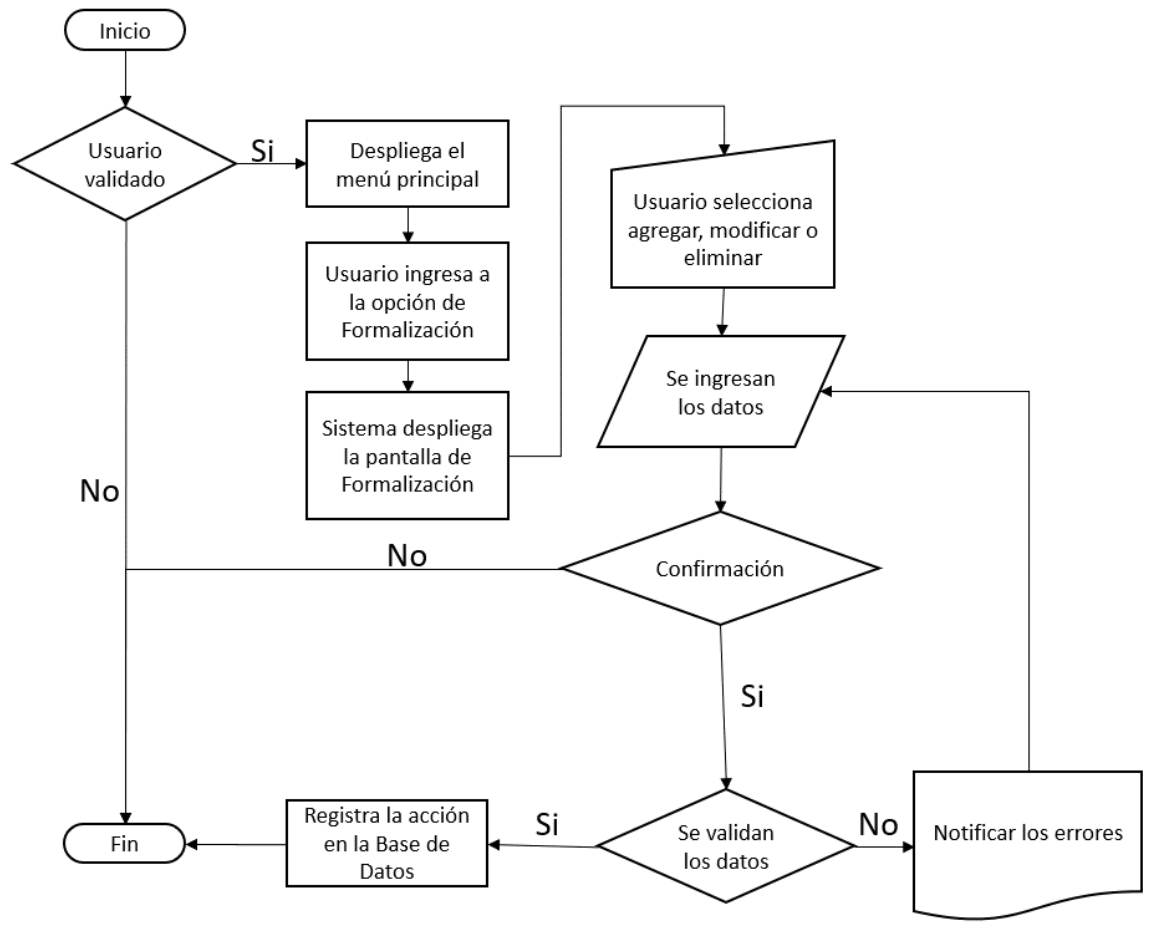 Inicio
Usuario
validado
Si
Despliega el
menú principal
Usuario ingresa a
la opción de
Formalización
Sistema despliega
la pantalla de
Formalización
Usuario selecciona
agregar, modificar o
eliminar
Se ingresan
los datos
No
No
Confirmación
Si
Se validan
los datos
Si
No
Notificar los errores
Registra la acción
en la Base de
Datos
Fin